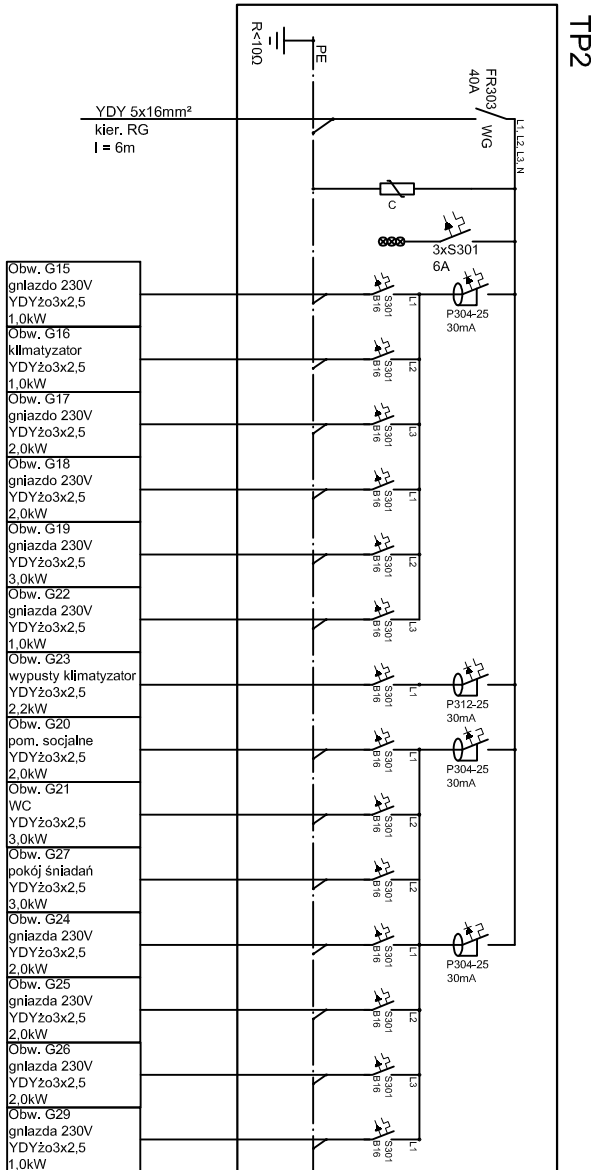 TP2
FR303
40A
WG
L1, L2, L3, N
PE
R<10Ω
YDY 5x16mm²
kier. RG
l = 6m
C
3xS301
6A
Obw. G15
gniazdo 230V
YDYżo3x2,5
1,0kW
S301
B16
L1
P304-25
30mA
Obw. G16
klimatyzator
YDYżo3x2,5
1,0kW
S301
B16
L2
Obw. G17
gniazdo 230V
YDYżo3x2,5
2,0kW
S301
B16
L3
Obw. G18
gniazdo 230V
YDYżo3x2,5
2,0kW
S301
B16
L1
Obw. G19
gniazda 230V
YDYżo3x2,5
3,0kW
S301
B16
L2
Obw. G22
gniazda 230V
YDYżo3x2,5
1,0kW
S301
B16
L3
Obw. G23
wypusty klimatyzator
YDYżo3x2,5
2,2kW
S301
B16
L1
P312-25
30mA
Obw. G20
pom. socjalne
YDYżo3x2,5
2,0kW
S301
B16
L1
P304-25
30mA
Obw. G21
WC
YDYżo3x2,5
3,0kW
S301
B16
L2
Obw. G27
pokój śniadań
YDYżo3x2,5
3,0kW
S301
B16
L2
Obw. G24
gniazda 230V
YDYżo3x2,5
2,0kW
S301
B16
L1
P304-25
30mA
Obw. G25
gniazda 230V
YDYżo3x2,5
2,0kW
S301
B16
L2
Obw. G26
gniazda 230V
YDYżo3x2,5
2,0kW
S301
B16
L3
Obw. G29
gniazda 230V
YDYżo3x2,5
1,0kW
S301
B16
L1